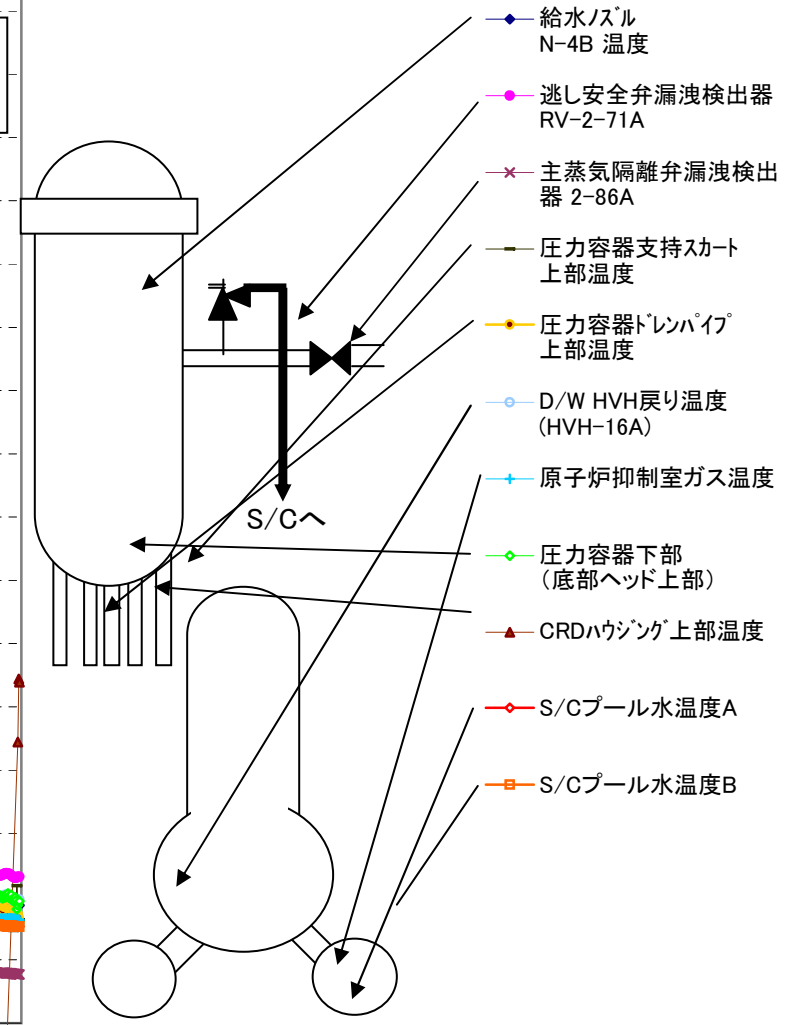 給水ノズル
N-4B 温度
逃し安全弁漏洩検出器
RV-2-71A
主蒸気隔離弁漏洩検出
器 2-86A
圧力容器支持スカート
上部温度
圧力容器ドレンパイプ
上部温度
D/W HVH戻り温度
(HVH-16A)
原子炉抑制室ガス温度
S/Cへ
圧力容器下部
（底部ヘッド上部）
CRDハウジング上部温度
S/Cプール水温度A
S/Cプール水温度B